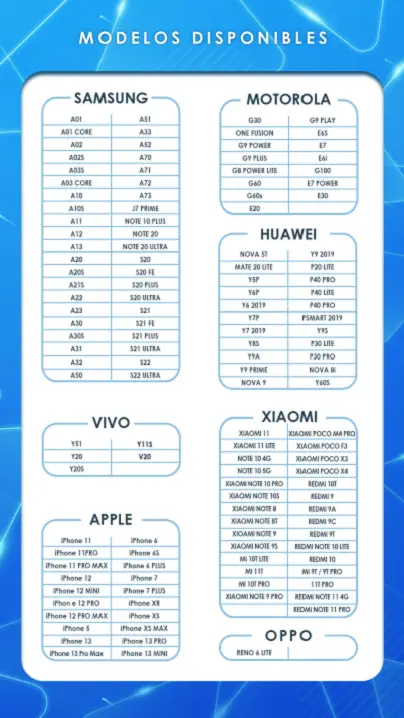 MODELOS DISPONIBLES
SAMSUNG
A01 A51
A01 CORE A33
A02 A52
A02S A70
A03S A71
A03 CORE A72
A10 A73
A10S J7 PRIME
A11 NOTE 10 PLUS
A12 NOTE 20
A13 NOTE 20 ULTRA
A20 S20
A20S S20 FE
A21S S20 PLUS
A22 S20 ULTRA
A23 S21
A30 S21 FE
A30S S21 PLUS
A31 S21 ULTRA
A32 S22
A50 S22 ULTRA
VIVO
Y51 Y11S
Y20 V20
Y20S
APPLE
iPhone 11 iPhone 6
iPhone 11PRO iPhone 6S
iPhone 11 PRO MAX iPhone 6 PLUS
iPhone 12 iPhone 7
iPhone 12 MINI iPhone 7 PLUS
iPhon e 12 PRO iPhone XR
iPhone 12 PRO MAX iPhone XS
iPhone 5 iPhone XS MAX
iPhone 13 iPhone 13 PRO
iPhone 13 Pro Max iPhone 13 MINI
MOTOROLA
G30 G9 PLAY
ONE FUSION E6S
G9 POWER E7
G9 PLUS E6i
G8 POWER LITE G100
G60 E7 POWER
G60s E30
E20
HUAWEI
NOVA 5T Y9 2019
MATE 20 LITE P20 LITE
Y5P P40 PRO
Y6P P40 LITE
Y6 2019 P40 PRO
Y7P PSMART 2019
Y7 2019 Y9S
Y8S P30 LITE
Y9A P30 PRO
Y9 PRIME NOVA 8I
NOVA 9 Y60S
XIAOMI
XIAOMI 11 XIAOMI POCO M4 PRO
XIAOMI 11 LITE XIAOMI POCO F3
NOTE 10 4G XIAOMI POCO X3
NOTE 10 5G XIAOMI POCO X4
XIAOMI NOTE 10 PRO REDMI 10T
XIAOMI NOTE 10S REDMI 9
XIAOMI NOTE 8 REDMI 9A
XIAOMI NOTE 8T REDMI 9C
XIAOMI NOTE 9 REDMI 9T
XIAOMI NOTE 9S REDMI NOTE 10 LITE
MI 10T LITE REDMI 10
MI 11T MI 9T / 9T PRO
MI 10T PRO 11T PRO
XIAOMI NOTE 9 PRO REIDMI NOTE 11 4G
REDMI NOTE 11 PRO
OPPO
RENO 6 LITE